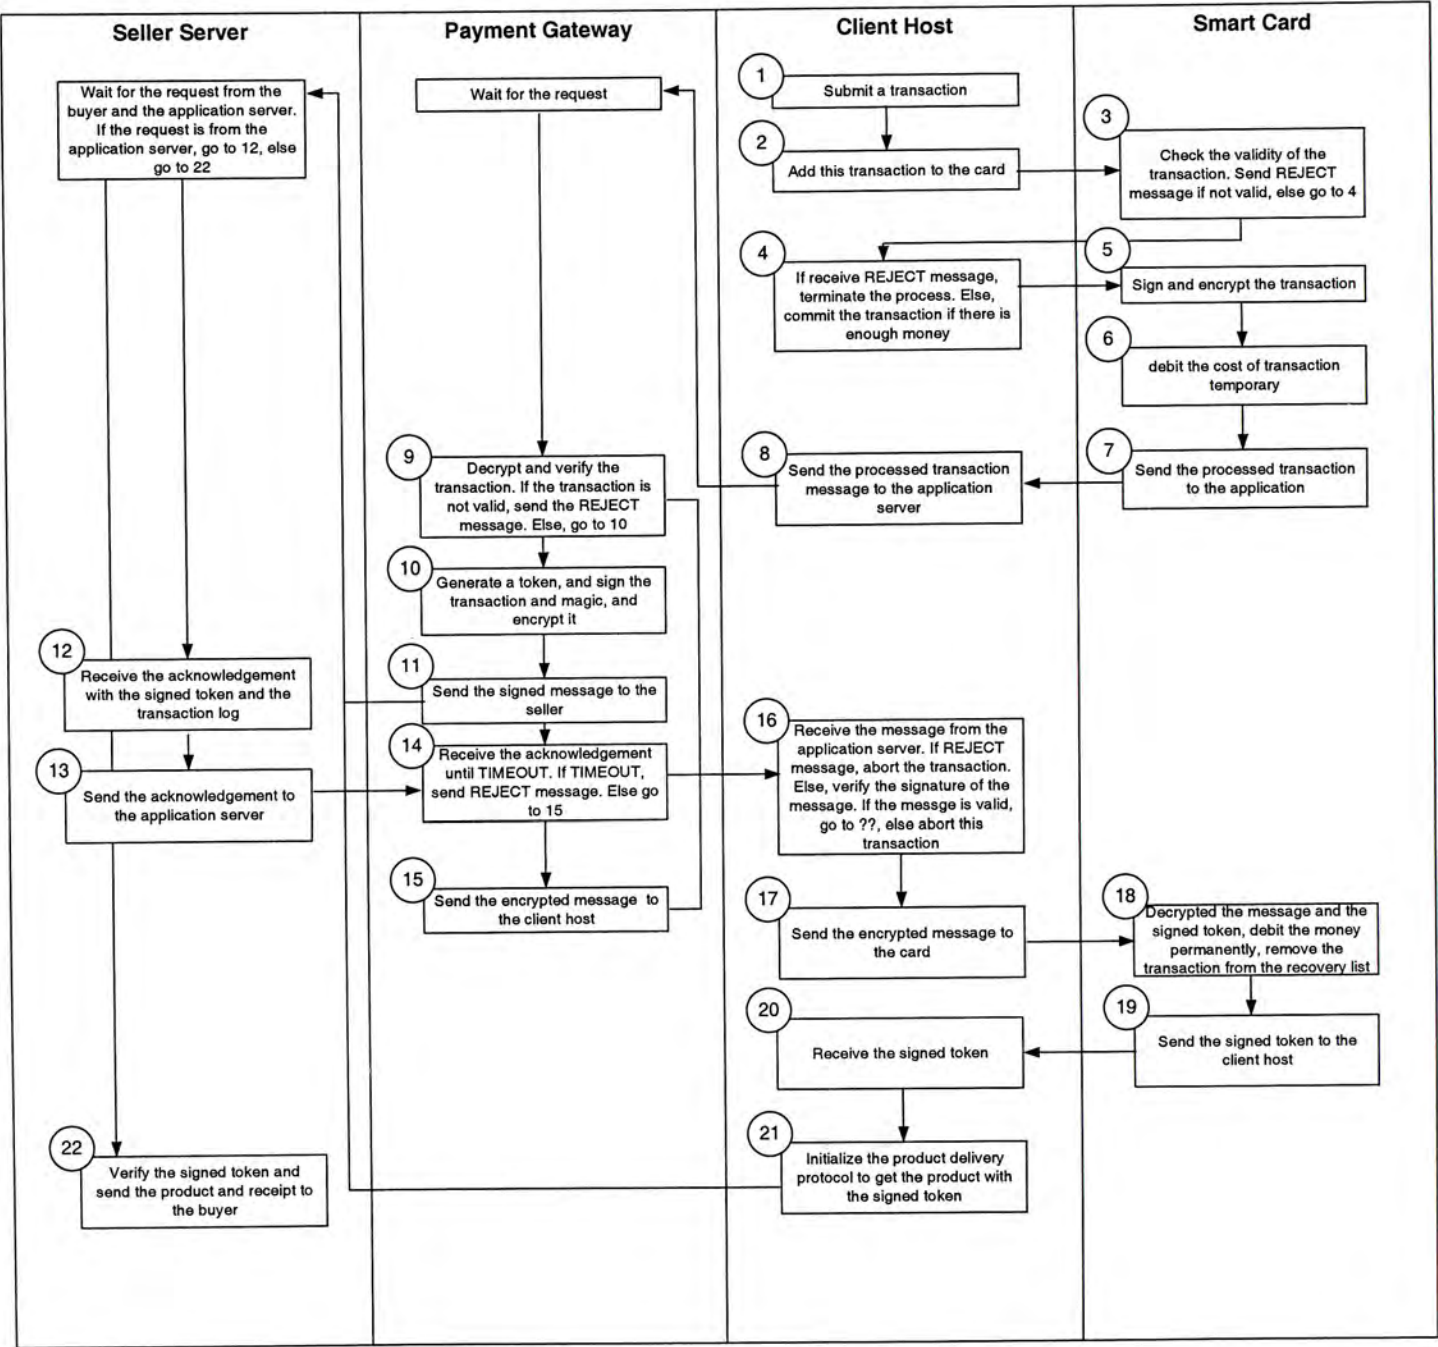 Seller Server
Payment Gateway
Client Host
Smart Card
Wait for the request from the
buyer and the application server.
If the request is from the
application server, go to 12, else
go to 22
Wait for the request
1
Submit a transaction
2
Add this transaction to the card
3
Check the validity of the
transaction. Send REJECT
message if not valid, else go to 4
4
If receive REJECT message,
terminate the process. Else,
commit the transaction if there is
enough money
5
Sign and encrypt the transaction
6
debit the cost of transaction
temporary
7
Send the processed transaction
to the application
8
Send the processed transaction
message to the application
server
9
Decrypt and verify the
transaction. If the transaction is
not valid, send the REJECT
message. Else, go to 10
10
Generate a token, and sign the
transaction and magic, and
encrypt it
11
Send the signed message to the
seller
12
Receive the acknowledgement
with the signed token and the
transaction log
13
Send the acknowledgement to
the application server
14
Receive the acknowledgement
until TIMEOUT. If TIMEOUT,
send REJECT message. Else go
to 15
15
Send the encrypted message to
the client host
16
Receive the message from the
application server. If REJECT
message, abort the transaction.
Else, verify the signature of the
message. If the messge is valid,
go to ??, else abort this
transaction
17
Send the encrypted message to
the card
18
Decrypted the message and the
signed token, debit the money
permanently, remove the
transaction from the recovery list
19
Send the signed token to the
client host
20
Receive the signed token
21
Initialize the product delivery
protocol to get the product with
the signed token
22
Verify the signed token and
send the product and receipt to
the buyer